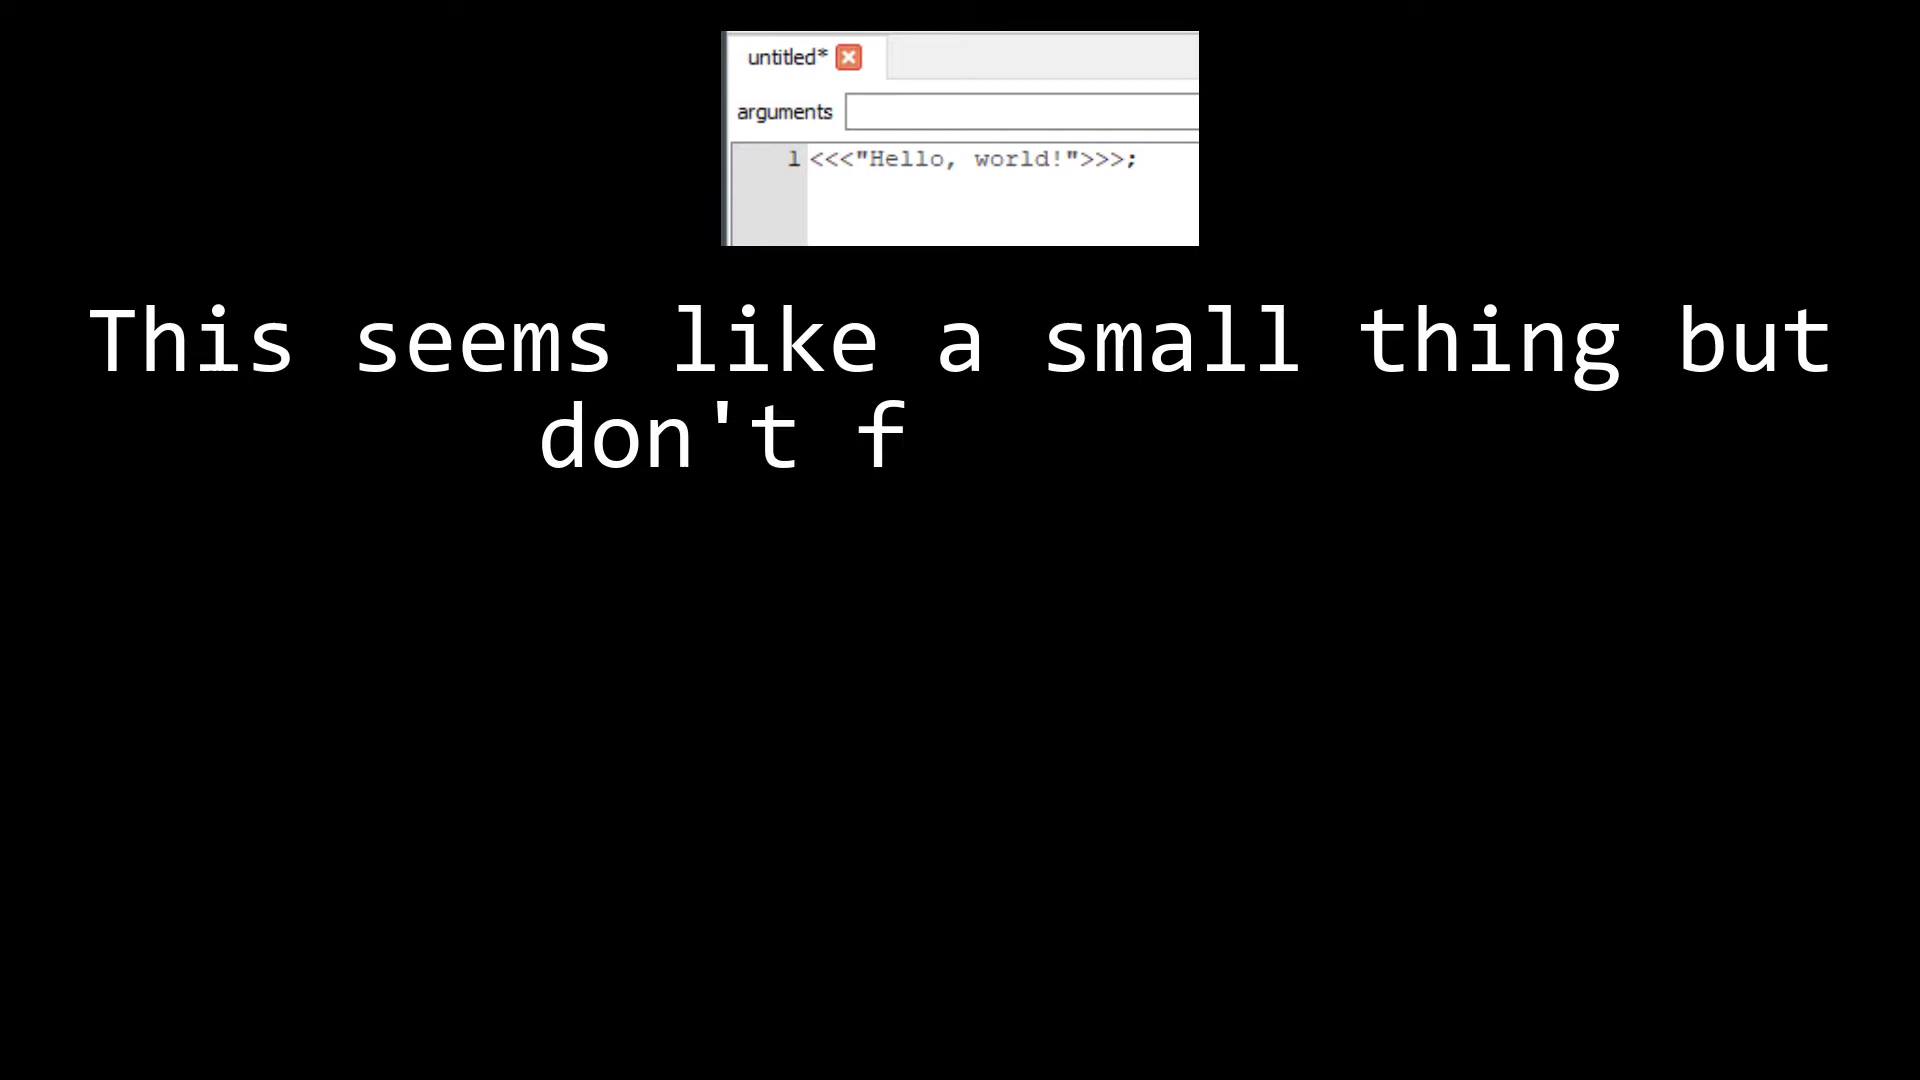 untitled*
arguments
1 <<<"Hello, world!">>>;
This seems like a small thing but
don't f